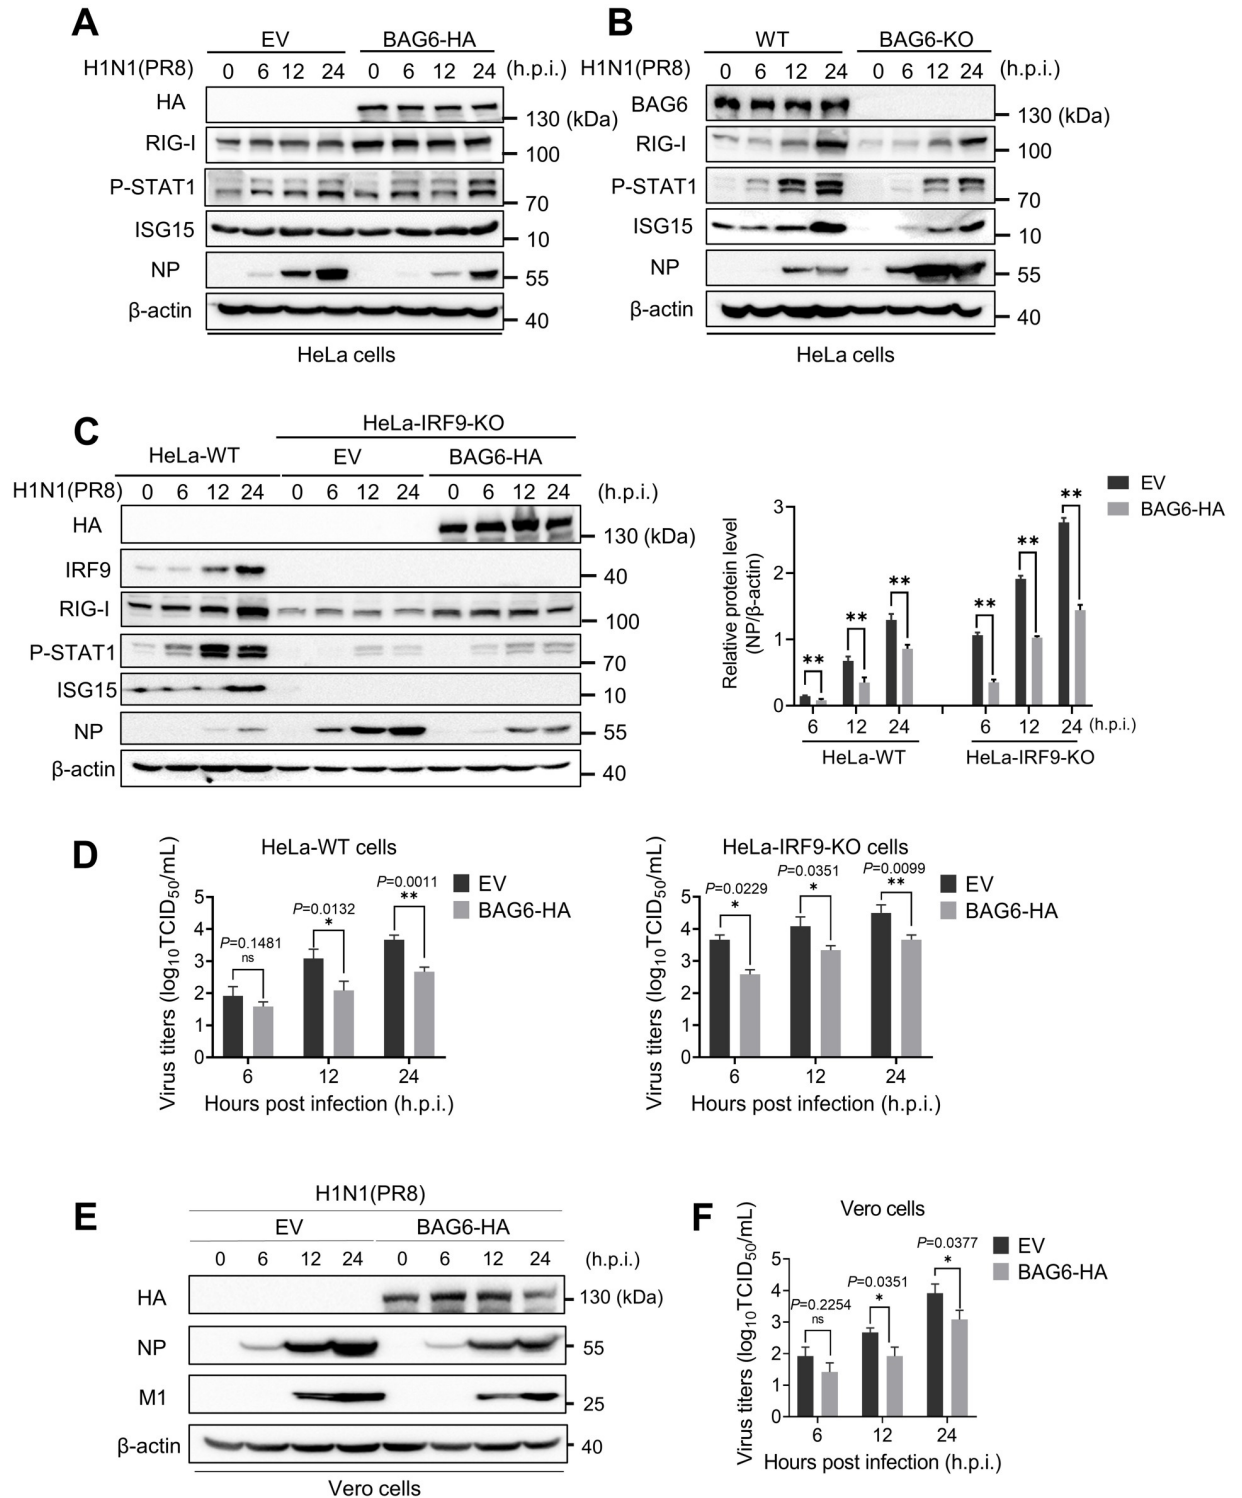 A
EV BAG6-HA
H1N1(PR8) 0 6 12 24 0 6 12 24 (h.p.i.)
HA
130 (kDa)
RIG-I
100
P-STAT1
70
ISG15
10
NP
55
β-actin
40
HeLa cells
B
WT BAG6-KO
H1N1(PR8) 0 6 12 24 0 6 12 24 (h.p.i.)
BAG6
130 (kDa)
RIG-I
100
P-STAT1
70
ISG15
10
NP
55
β-actin
40
HeLa cells
C
HeLa-IRF9-KO
HeLa-WT EV BAG6-HA
H1N1(PR8) 0 6 12 24 0 6 12 24 0 6 12 24 (h.p.i.)
HA
130 (kDa)
IRF9
40
RIG-I
100
P-STAT1
70
ISG15
10
NP
55
β-actin
40
EV
BAG6-HA
Relative protein level
(NP/β-actin)
3
2
1
0
** ** ** ** ** **
6 12 24 6 12 24 (h.p.i.)
HeLa-WT HeLa-IRF9-KO
D
HeLa-WT cells
EV
BAG6-HA
Virus titers (log10TCID50/mL)
5
4
3
2
1
0
P=0.1481
ns
P=0.0132
*
P=0.0011
**
6 12 24
Hours post infection (h.p.i.)
HeLa-IRF9-KO cells
EV
BAG6-HA
Virus titers (log10TCID50/mL)
5
4
3
2
1
0
P=0.0229
*
P=0.0351
*
P=0.0099
**
6 12 24
Hours post infection (h.p.i.)
E
H1N1(PR8)
EV BAG6-HA
0 6 12 24 0 6 12 24 (h.p.i.)
HA
130 (kDa)
NP
55
M1
25
β-actin
40
Vero cells
F
Vero cells
EV
BAG6-HA
Virus titers (log10TCID50/mL)
5
4
3
2
1
0
P=0.2254
ns
P=0.0351
*
P=0.0377
*
6 12 24
Hours post infection (h.p.i.)